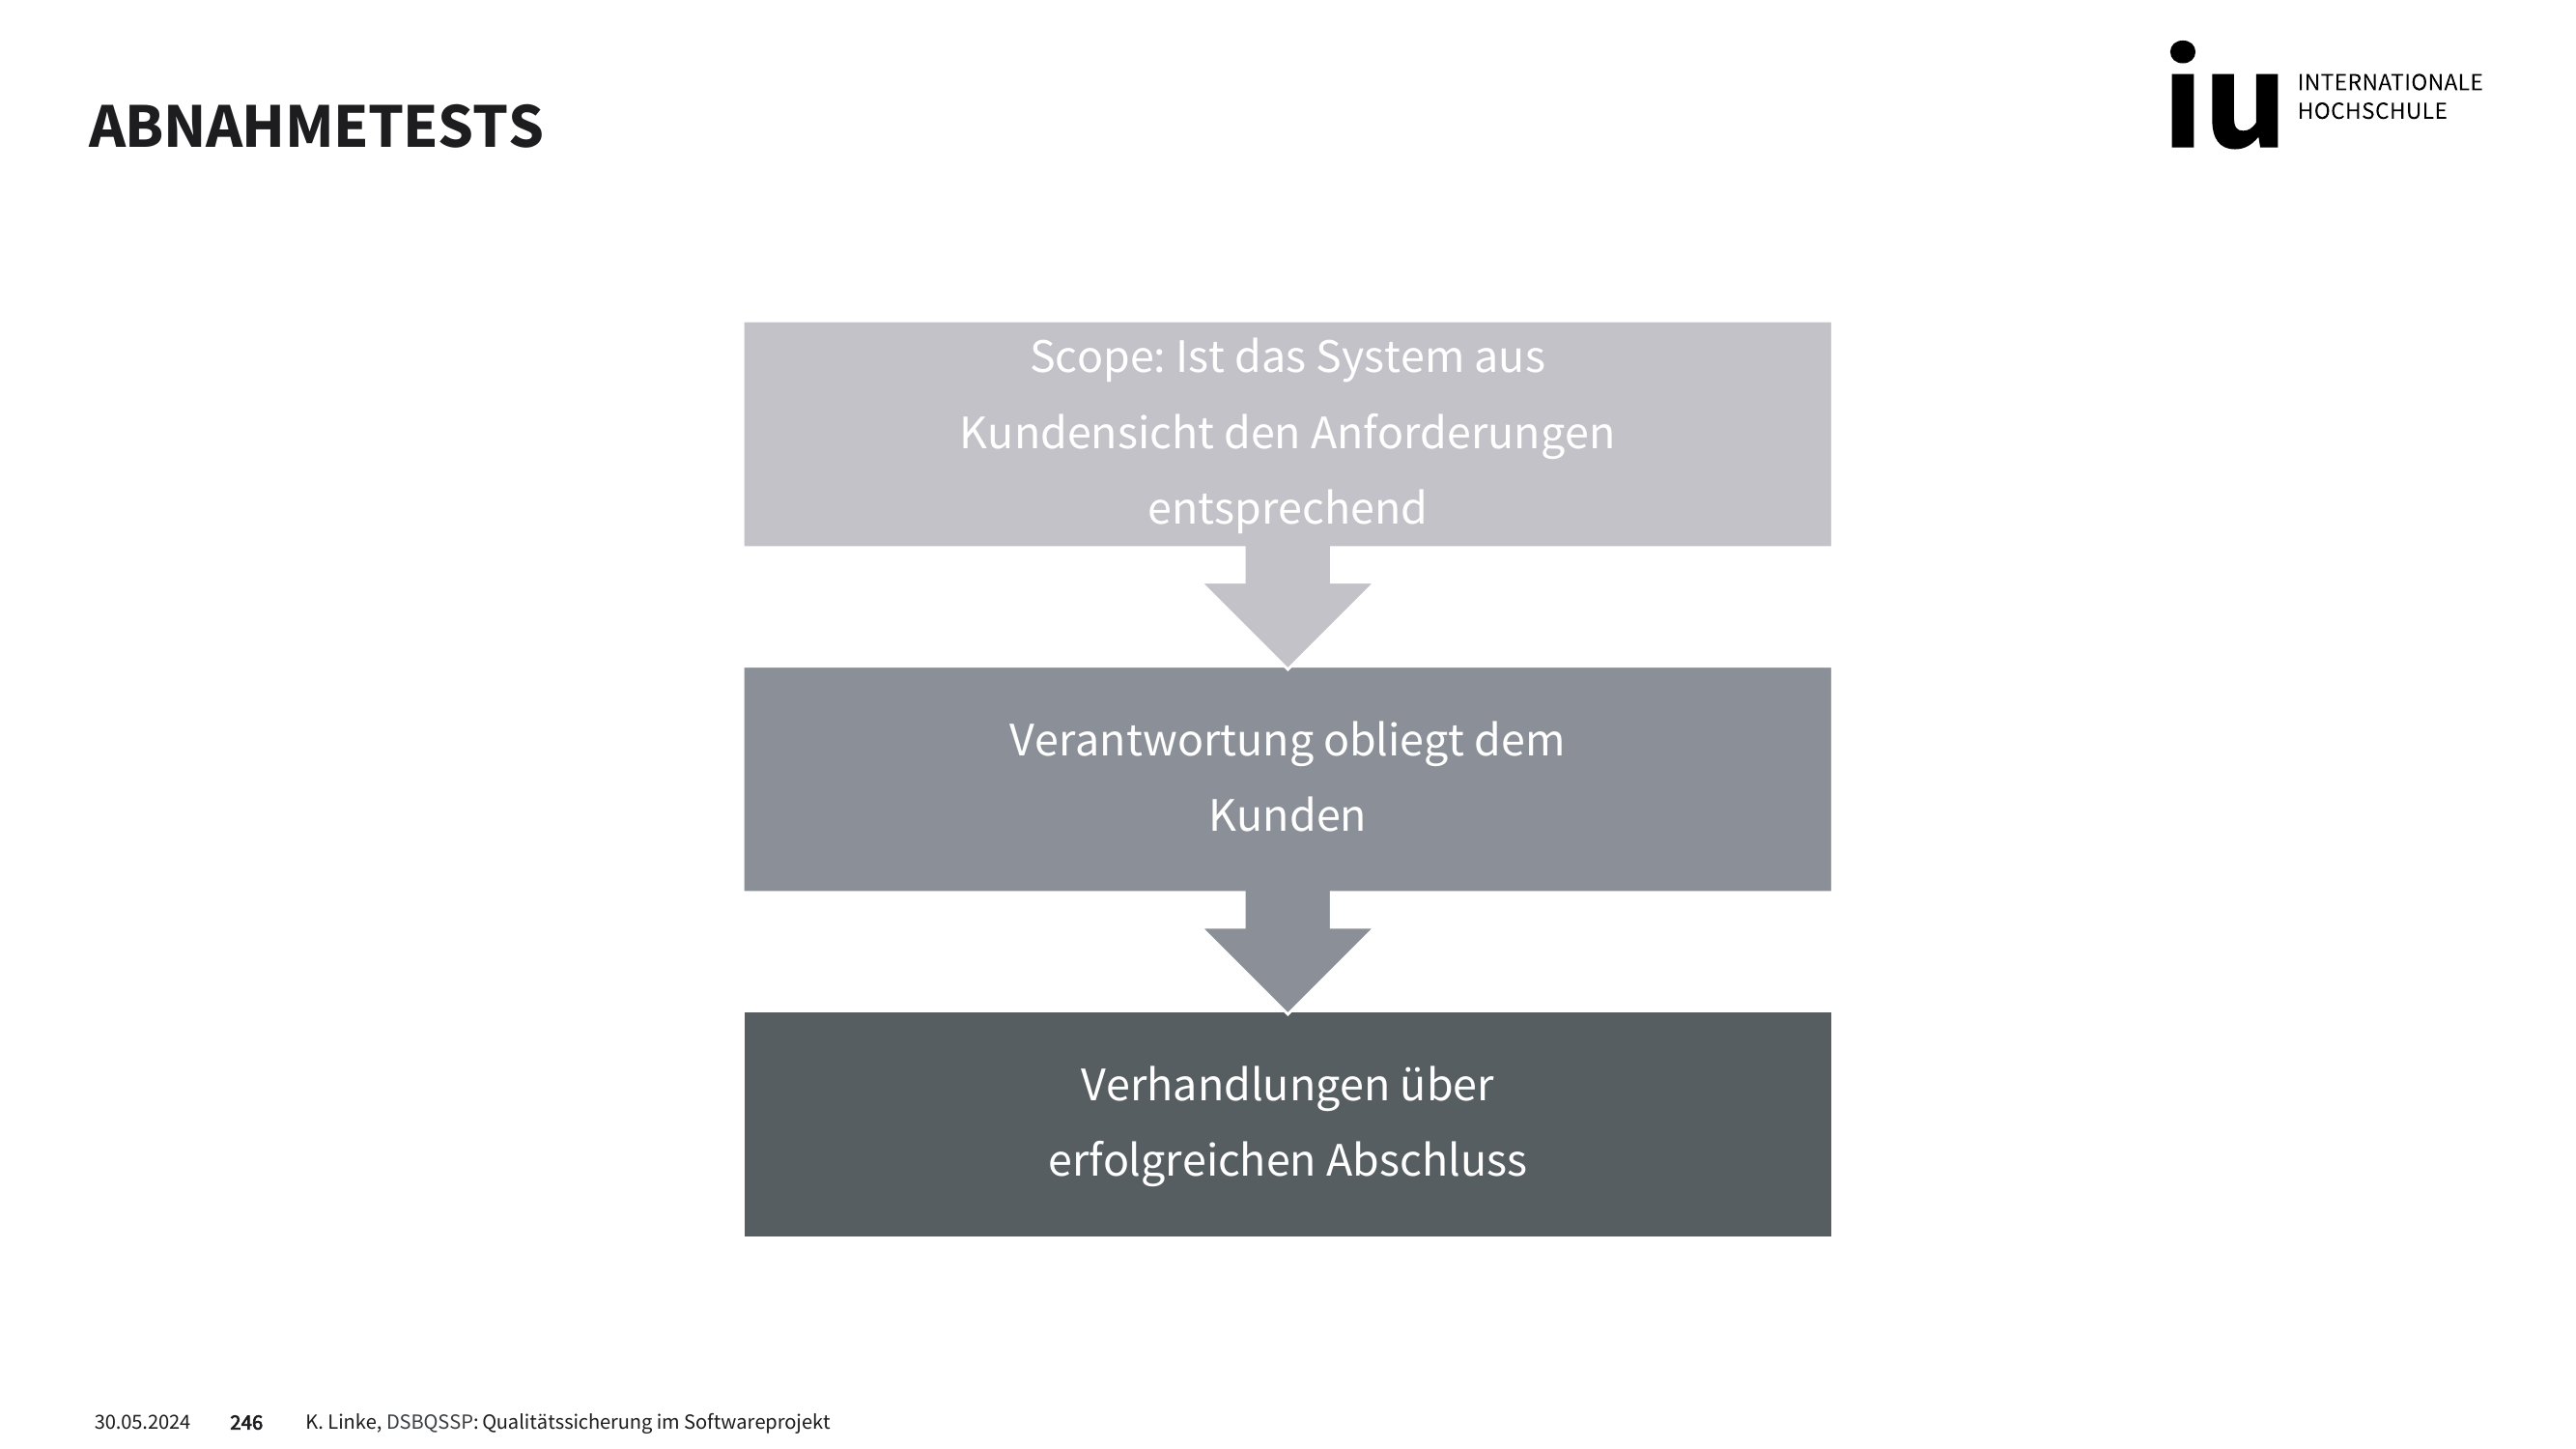 ABNAHMETESTS
iu INTERNATIONALE
HOCHSCHULE
Scope: Ist das System aus
Kundensicht den Anforderungen
entsprechend
Verantwortung obliegt dem
Kunden
Verhandlungen über
erfolgreichen Abschluss
30.05.2024 246 K. Linke, DSBQSSP: Qualitätssicherung im Softwareprojekt